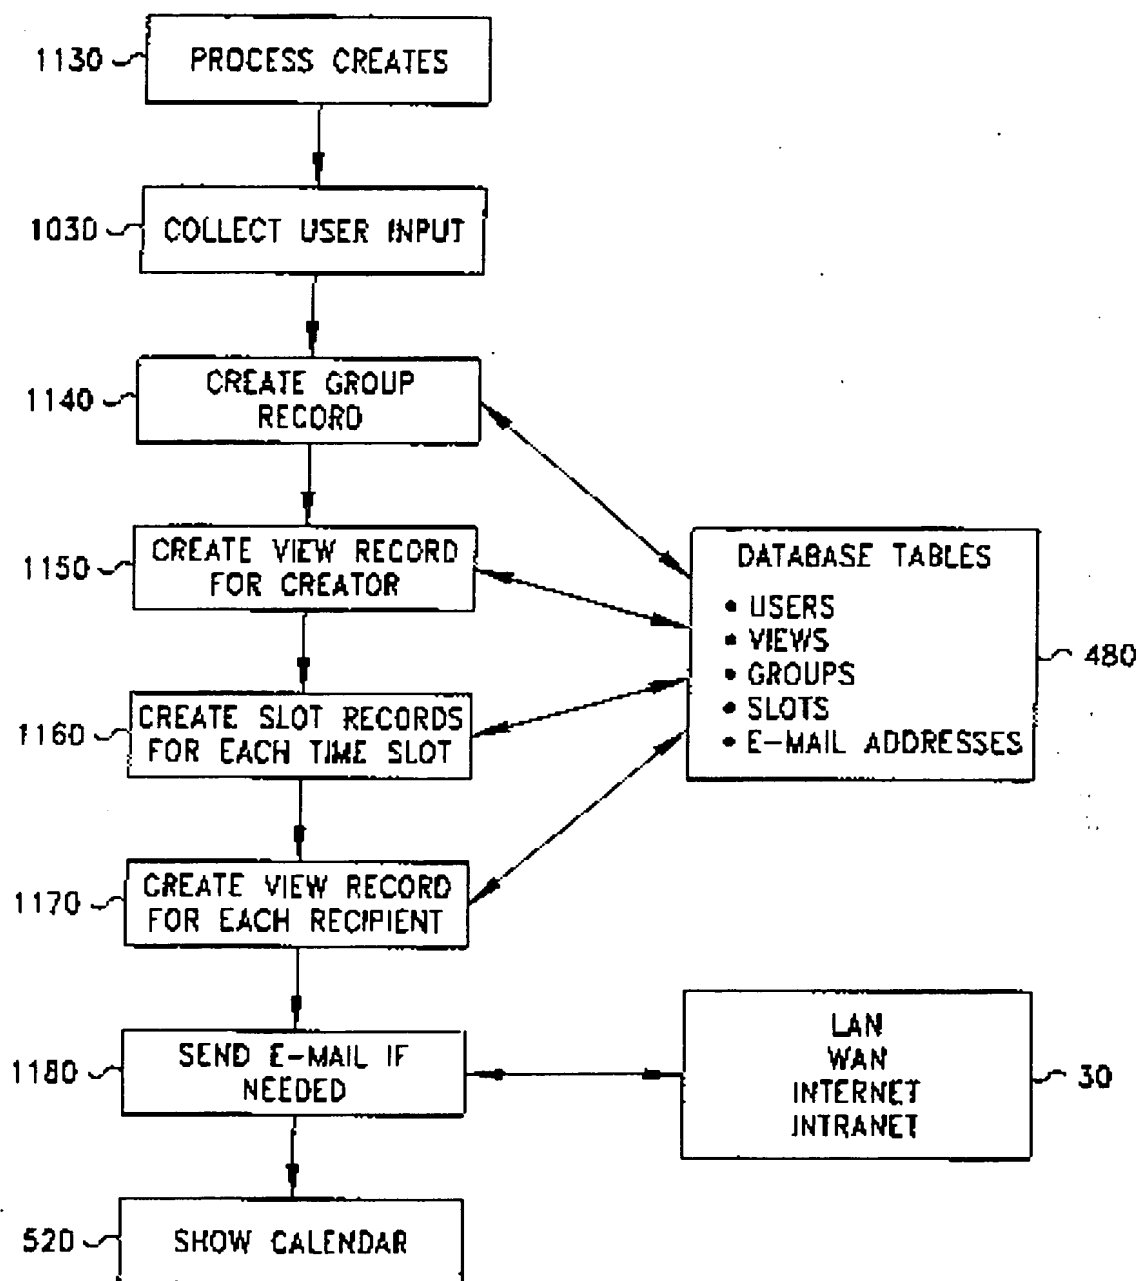 1130 PROCESS CREATES
1030 COLLECT USER INPUT
1140 CREATE GROUP
RECORD
1150 CREATE VIEW RECORD
FOR CREATOR
1160 CREATE SLOT RECORDS
FOR EACH TIME SLOT
1170 CREATE VIEW RECORD
FOR EACH RECIPIENT
1180 SEND E-MAIL IF
NEEDED
520 SHOW CALENDAR
DATABASE TABLES
• USERS
• VIEWS
• GROUPS
• SLOTS
• E-MAIL ADDRESSES
480
LAN
WAN
INTERNET
INTRANET
30